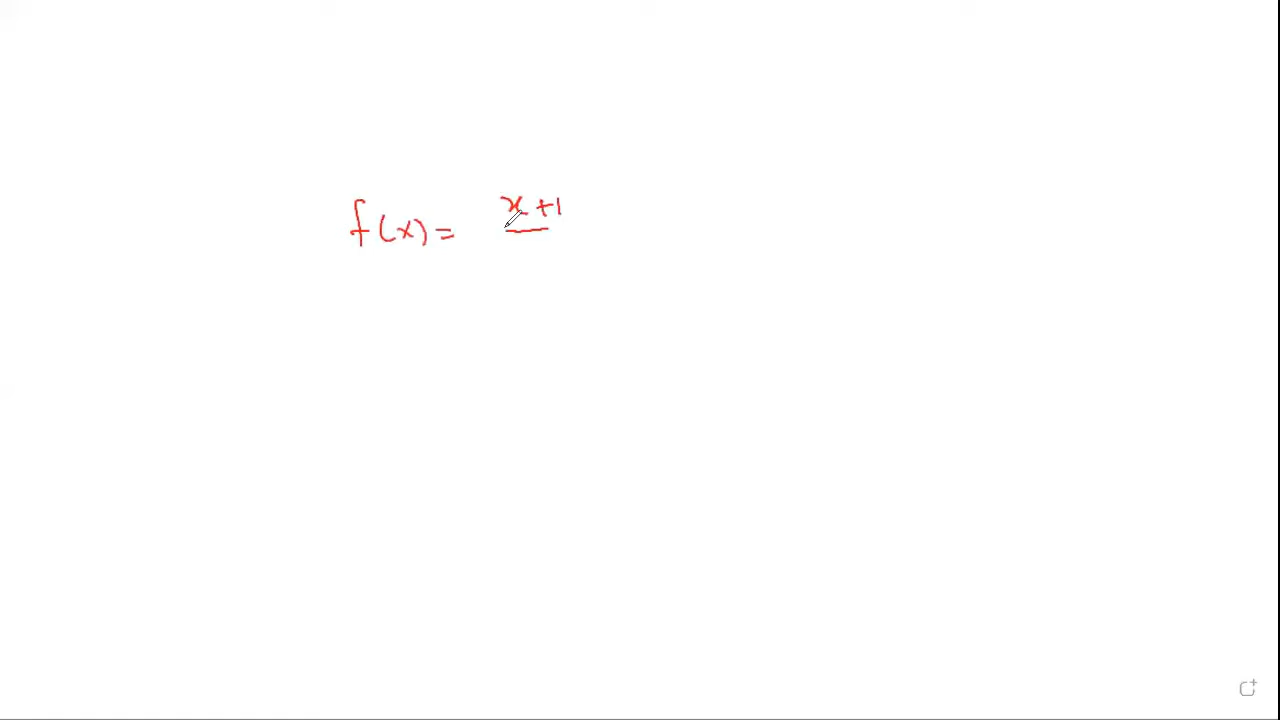 f(x) = x+1